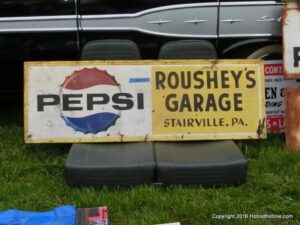 PEPSI
ROUSHEY'S
GARAGE
STAIRVILLE, PA.
Copyright 2016 Hotrodhotline.com